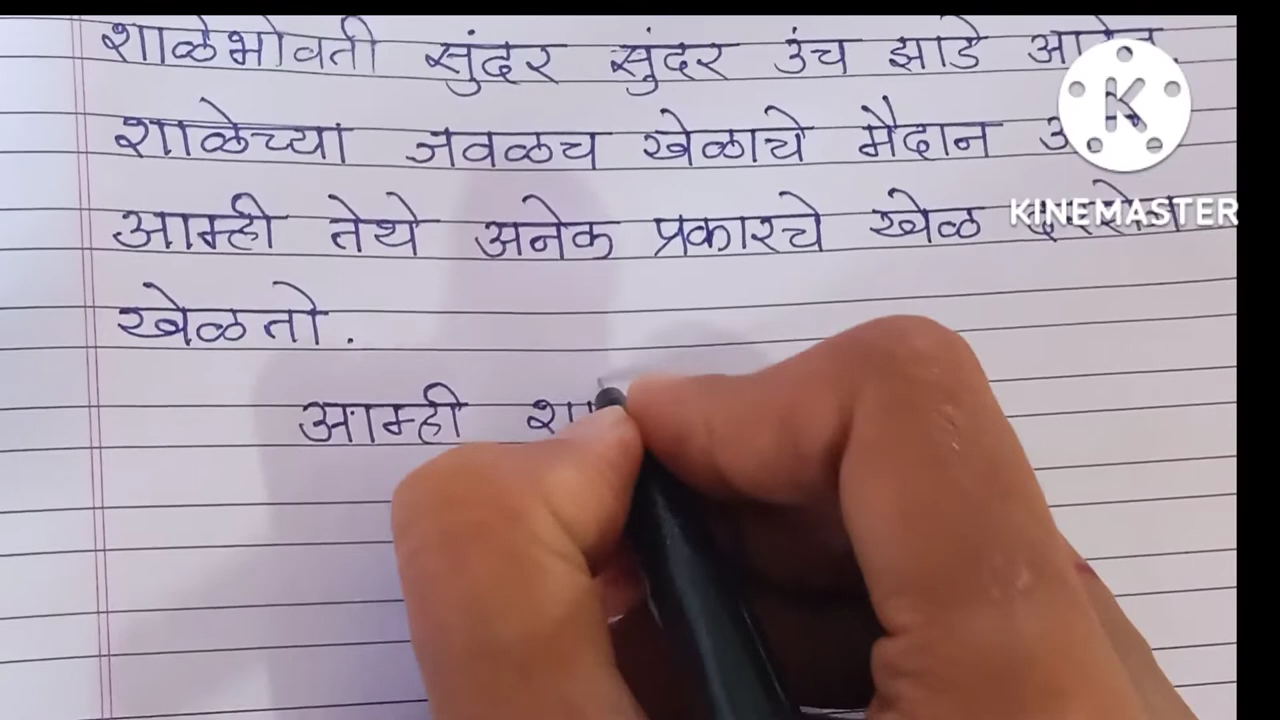 शाळेभोवती सुंदर सुंदर उंच झाडे
शाळेच्या जवळच खेळाचे मैदान
आम्ही तेथे अनेक प्रकारचे खेळ
खेळतो.
आम्ही
KINEMASTER